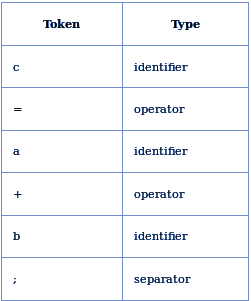 Token Type
c identifier
= operator
a identifier
+ operator
b identifier
; separator